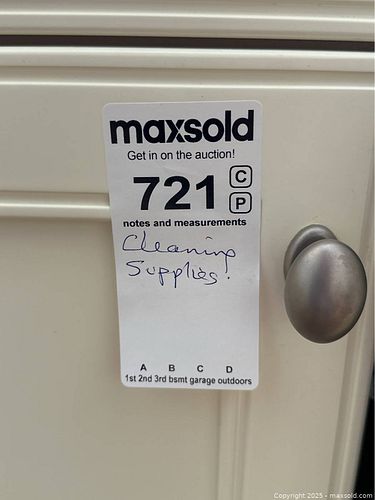 maxsold
Get in on the auction!
721 C
P
notes and measurements
Cleaning
Supplies!
A B C D
1st 2nd 3rd bsmt garage outdoors
Copyright 2025 - maxsold.com